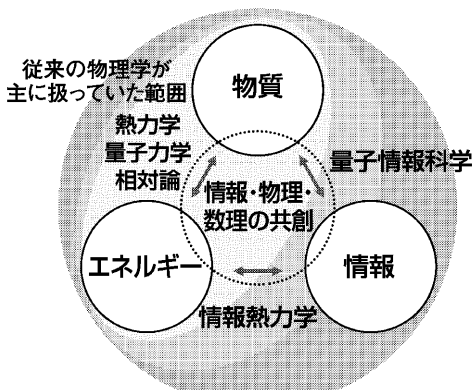 従来の物理学が
主に扱っていた範囲
物質
熱力学
量子力学
相対論
量子情報科学
情報・物理・
数理の共創
エネルギー
情報
情報熱力学